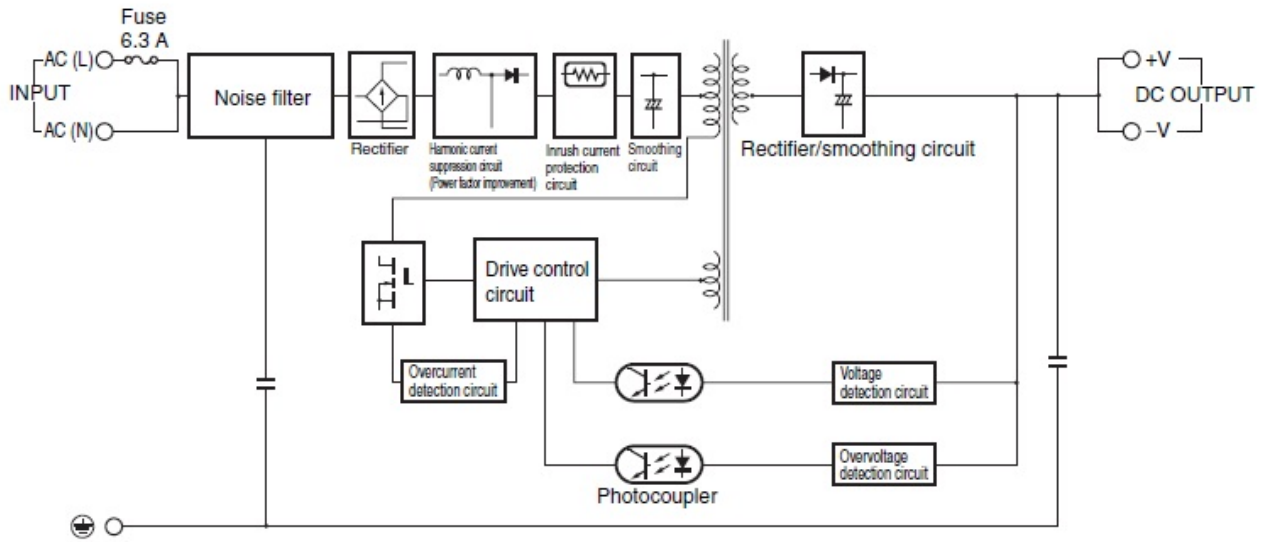 Fuse
6.3 A
AC (L)
INPUT
AC (N)
Noise filter
Rectifier
Harmonic current
suppression circuit
(Power factor improvement)
Inrush current
protection
circuit
Smoothing
circuit
Rectifier/smoothing circuit
+V
DC OUTPUT
−V
Drive control
circuit
Overcurrent
detection circuit
Voltage
detection circuit
Overvoltage
detection circuit
Photocoupler